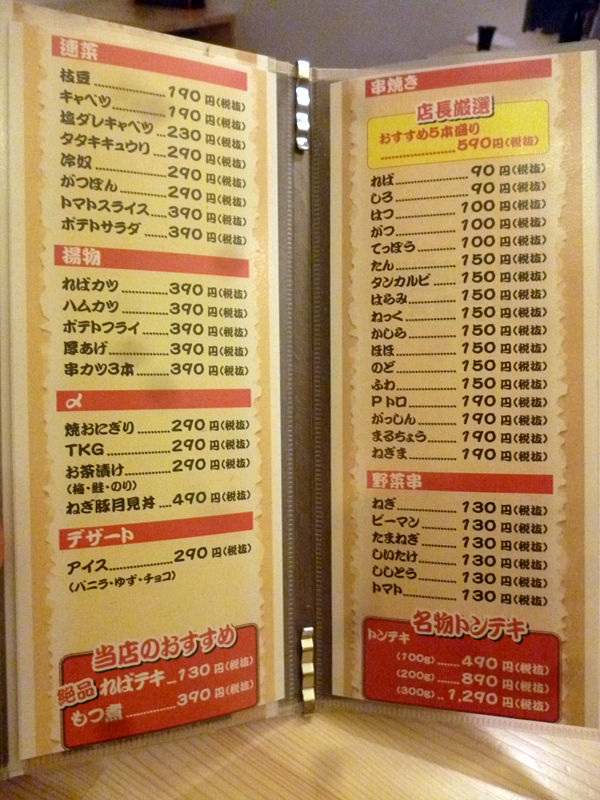 速菜
枝豆......................190円(税抜)
キャベツ..............190円(税抜)
塩ダレキャベツ...230円(税抜)
タタキキュウリ...290円(税抜)
冷奴.....................290円(税抜)
がつぽん..............290円(税抜)
トマトスライス.....390円(税抜)
ポテトサラダ......390円(税抜)
揚物
ればカツ..............390円(税抜)
ハムカツ..............390円(税抜)
ポテトフライ......390円(税抜)
厚あげ..................390円(税抜)
串カツ3本..........390円(税抜)
〆
焼おにぎり..........290円(税抜)
TKG......................290円(税抜)
お茶漬け..............290円(税抜)
(梅・鮭・のり)
ねぎ豚月見丼....490円(税抜)
デザート
アイス..................290円(税抜)
(バニラ・ゆず・チョコ)
当店のおすすめ
絶品 ればテキ...130円(税抜)
もつ煮..................390円(税抜)
串焼き
店長厳選
おすすめ5本盛り
......................590円(税抜)
れば......................90円(税抜)
しろ......................90円(税抜)
はつ......................100円(税抜)
がつ......................100円(税抜)
てっぽう..............100円(税抜)
たん......................150円(税抜)
タンカルビ..........150円(税抜)
はらみ..................150円(税抜)
ねっく..................150円(税抜)
かしら..................150円(税抜)
ほほ......................150円(税抜)
のど......................150円(税抜)
ふわ......................150円(税抜)
Pトロ...................190円(税抜)
がっしん..............190円(税抜)
まるちょう..........190円(税抜)
ねぎま..................190円(税抜)
野菜串
ねぎ......................130円(税抜)
ピーマン..............130円(税抜)
たまねぎ..............130円(税抜)
しいたけ..............130円(税抜)
ししとう..............130円(税抜)
トマト..................130円(税抜)
名物トンテキ
トンテキ
(100g).......490円(税抜)
(200g).......890円(税抜)
(300g)...1,290円(税抜)